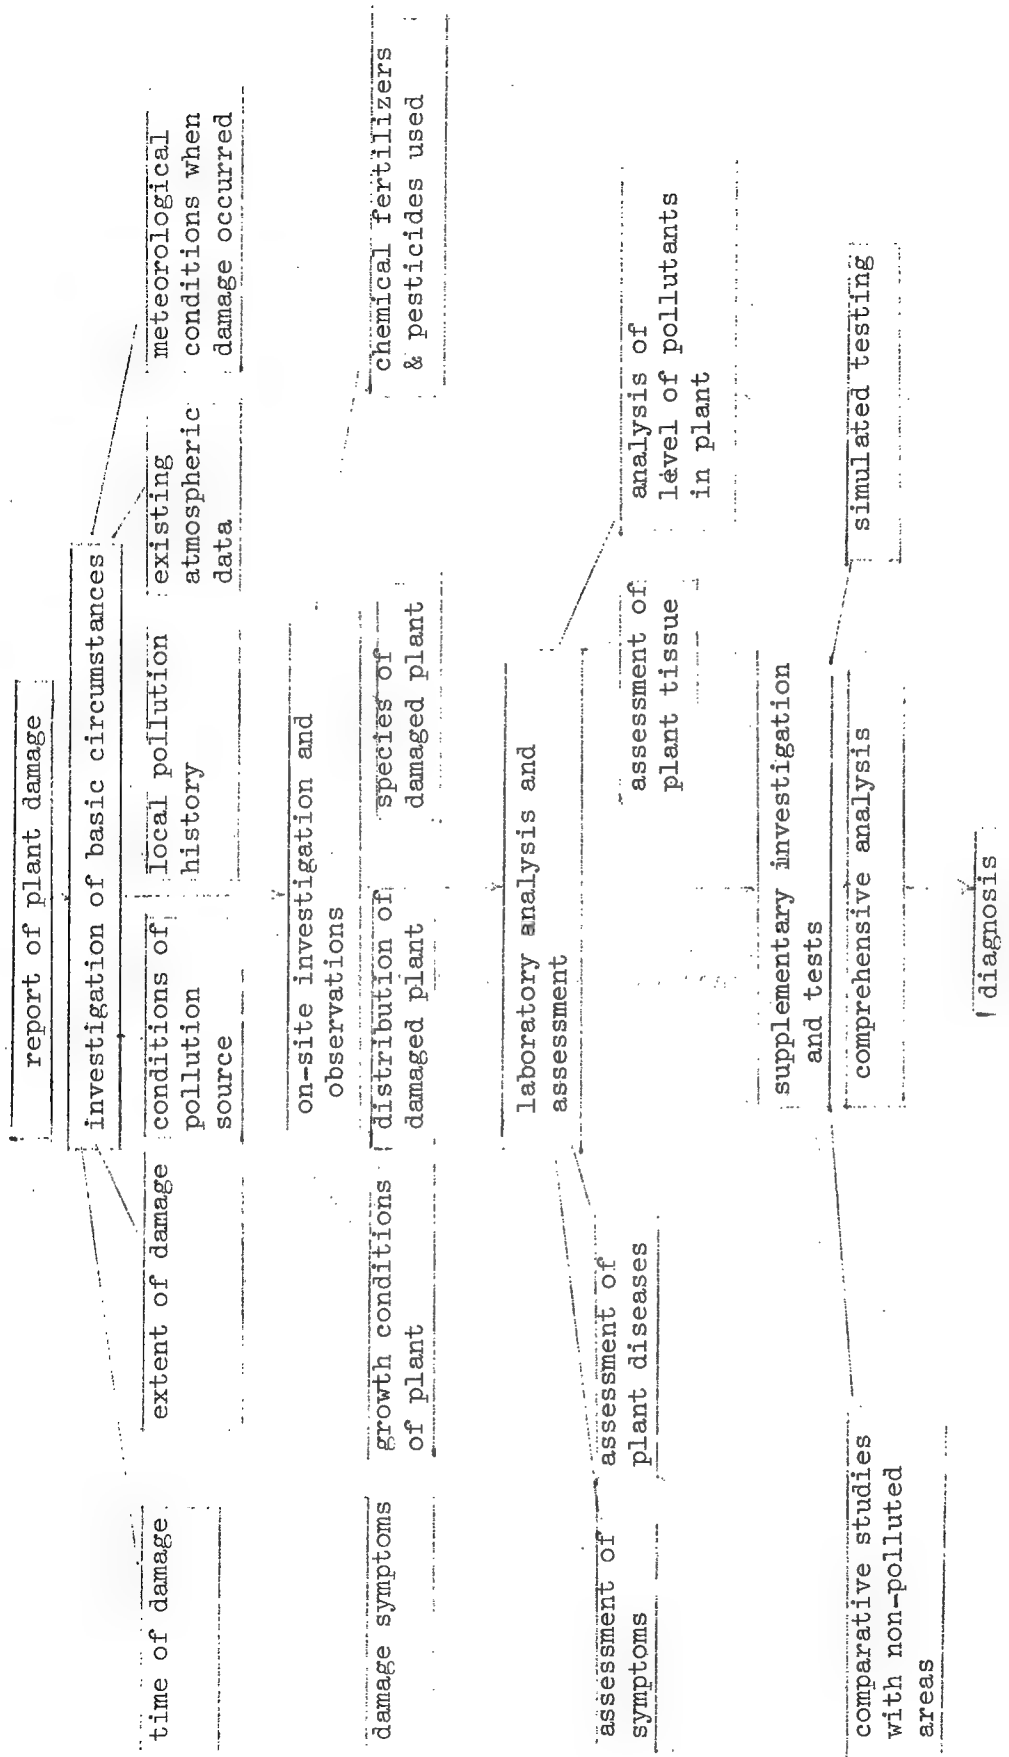 report of plant damage
investigation of basic circumstances
time of damage
extent of damage
conditions of
pollution
source
local pollution
history
existing
atmospheric
data
meteorological
conditions when
damage occurred
on-site investigation and
observations
damage symptoms
growth conditions
of plant
distribution of
damaged plant
species of
damaged plant
chemical fertilizers
& pesticides used
laboratory analysis and
assessment
assessment of
symptoms
assessment of
plant diseases
assessment of
plant tissue
analysis of
level of pollutants
in plant
supplementary investigation
and tests
comparative studies
with non-polluted
areas
comprehensive analysis
simulated testing
diagnosis